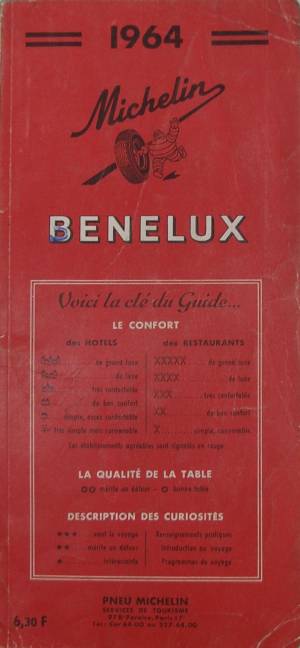 1964
Michelin
BENELUX
Voici la clé du Guide...
LE CONFORT
des HOTELS
des RESTAURANTS
de grand luxe XXXXX de grand luxe
de luxe XXXX de luxe
très confortable XXX très confortable
de bon confort XX de bon confort
simple, assez confortable X simple, convenable
très simple mais convenable
Les établissements agréables sont signalés en rouge
LA QUALITÉ DE LA TABLE
mérite un détour - bonne table
DESCRIPTION DES CURIOSITÉS
★★★ vaut le voyage Renseignements pratiques
★★ mérite un détour Introduction au voyage
★ intéressante Programmes de voyage
PNEU MICHELIN
SERVICES DE TOURISME
97 B Pereire, Paris 17e
6,30 F